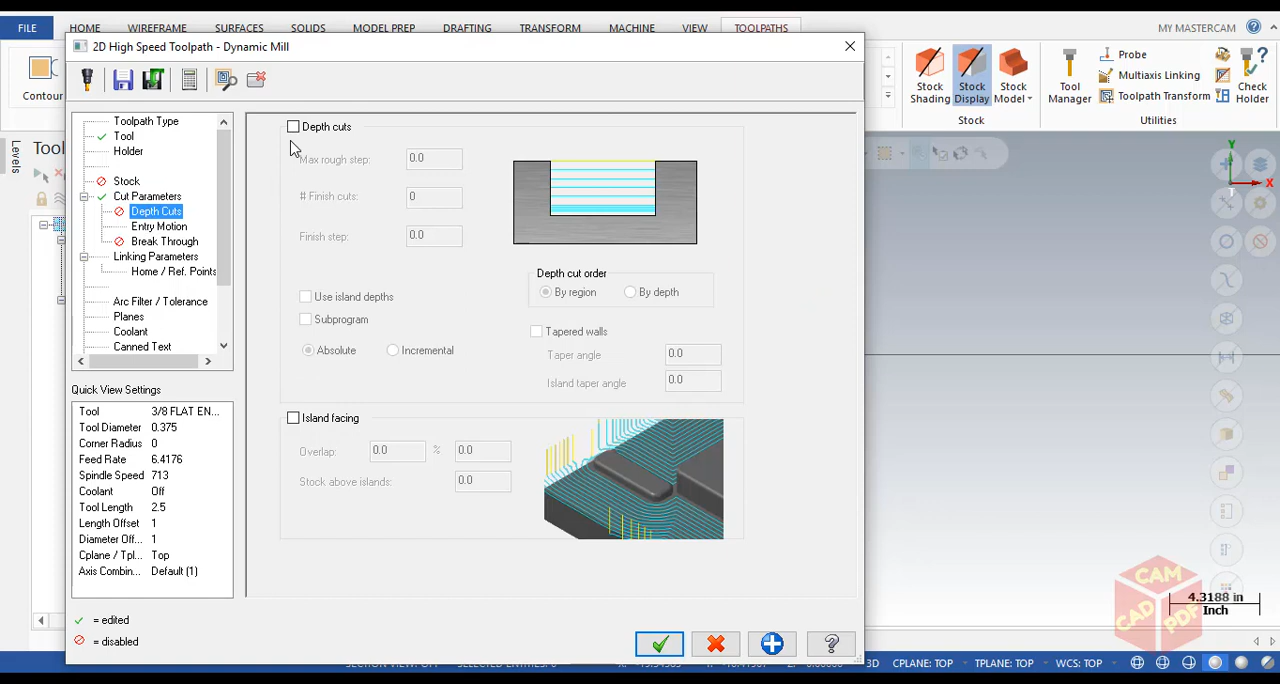 FILE
HOME
WIREFRAME
SURFACES
SOLIDS
MODEL PREP
DRAFTING
TRANSFORM
MACHINE
VIEW
TOOLPATHS
MY MASTERCAM
2D High Speed Toolpath - Dynamic Mill
Contour
Stock Shading
Stock Display
Stock Model
Stock
Tool Manager
Probe
Multiaxis Linking
Toolpath Transform
Check Holder
Utilities
Levels
Tool
Toolpath Type
Tool
Holder
Stock
Cut Parameters
Depth Cuts
Entry Motion
Break Through
Linking Parameters
Home / Ref. Points
Arc Filter / Tolerance
Planes
Coolant
Canned Text
Quick View Settings
Tool 3/8 FLAT EN...
Tool Diameter 0.375
Corner Radius 0
Feed Rate 6.4176
Spindle Speed 713
Coolant Off
Tool Length 2.5
Length Offset 1
Diameter Off... 1
Cplane / Tpl... Top
Axis Combin... Default (1)
= edited
= disabled
Depth cuts
Max rough step: 0.0
# Finish cuts: 0
Finish step: 0.0
Use island depths
Subprogram
Absolute
Incremental
Depth cut order
By region
By depth
Tapered walls
Taper angle 0.0
Island taper angle 0.0
Island facing
Overlap: 0.0 % 0.0
Stock above islands: 0.0
Y
X
CAM
CAD
PDF
4.3188 in
Inch
3D
CPLANE: TOP
TPLANE: TOP
WCS: TOP